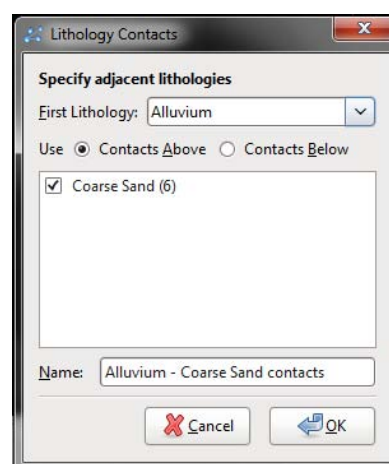 Lithology Contacts
Specify adjacent lithologies
First Lithology: Alluvium
Use Contacts Above Contacts Below
Coarse Sand (6)
Name: Alluvium - Coarse Sand contacts
Cancel OK